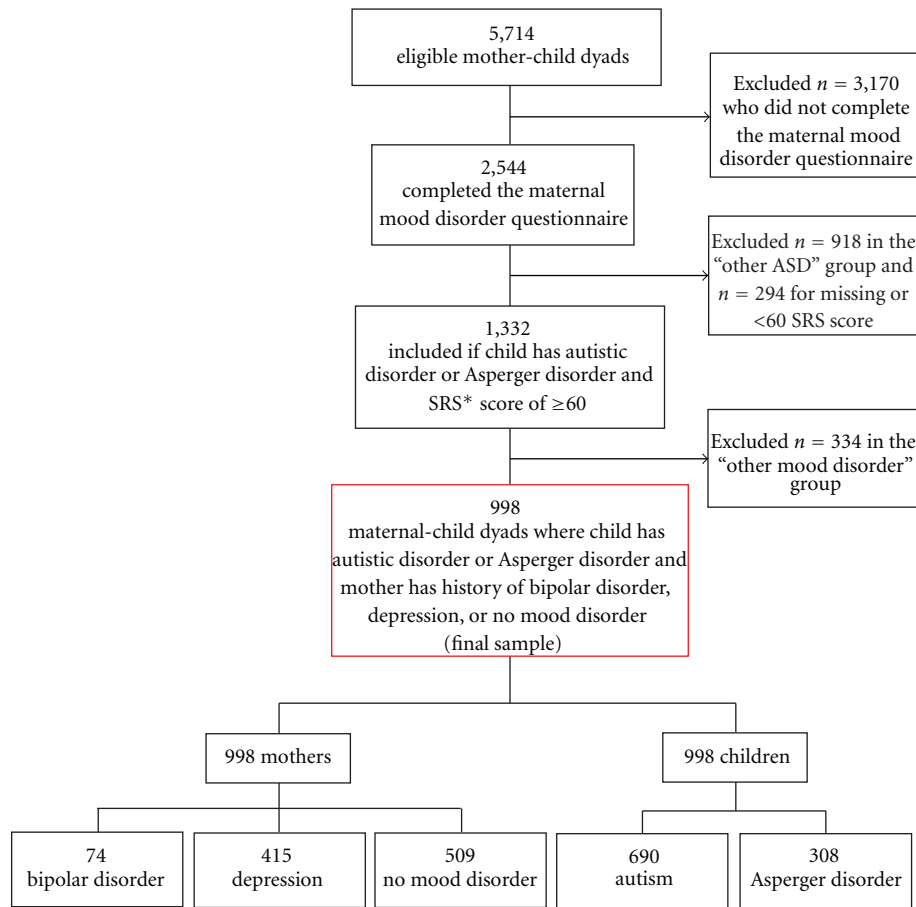 5,714
eligible mother-child dyads
Excluded n = 3,170
who did not complete
the maternal mood
disorder questionnaire
2,544
completed the maternal
mood disorder questionnaire
Excluded n = 918 in the
“other ASD” group and
n = 294 for missing or
<60 SRS score
1,332
included if child has autistic
disorder or Asperger disorder and
SRS* score of ≥60
Excluded n = 334 in the
“other mood disorder”
group
998
maternal-child dyads where child has
autistic disorder or Asperger disorder and
mother has history of bipolar disorder,
depression, or no mood disorder
(final sample)
998 mothers
998 children
74
bipolar disorder
415
depression
509
no mood disorder
690
autism
308
Asperger disorder